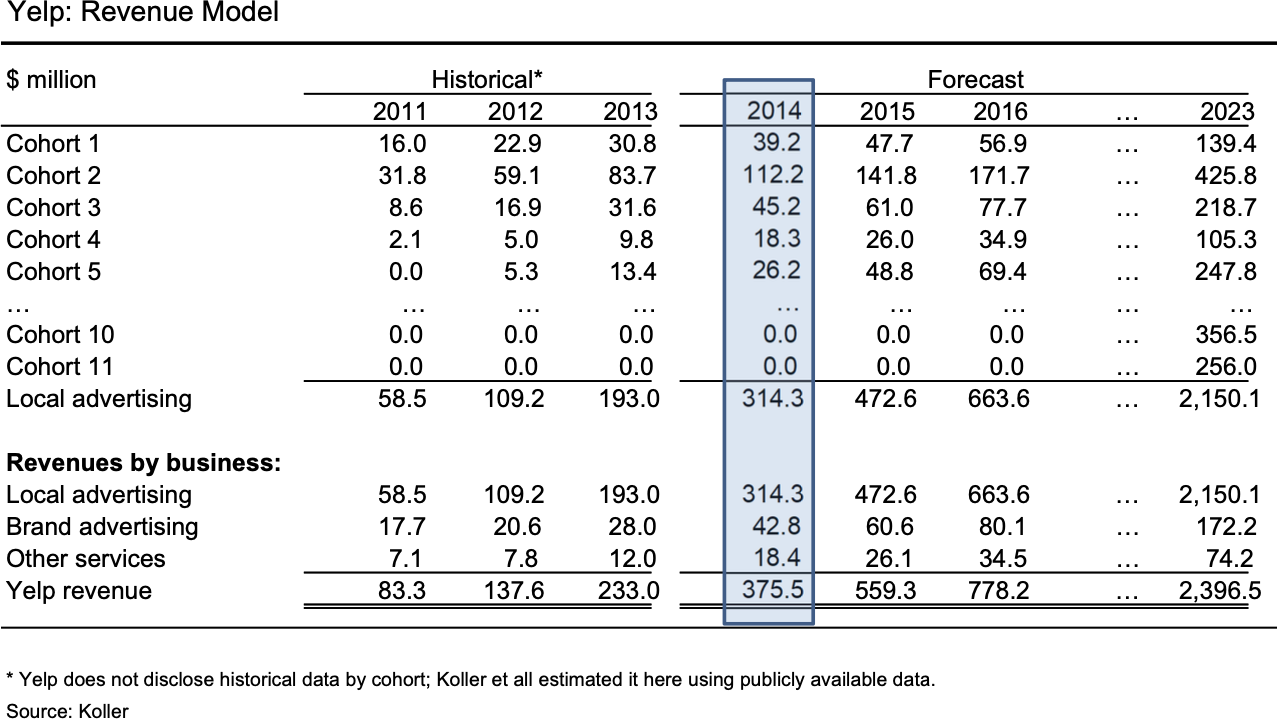 Yelp: Revenue Model
$ million Historical* Forecast
2011 2012 2013 2014 2015 2016 ... 2023
Cohort 1 16.0 22.9 30.8 39.2 47.7 56.9 ... 139.4
Cohort 2 31.8 59.1 83.7 112.2 141.8 171.7 ... 425.8
Cohort 3 8.6 16.9 31.6 45.2 61.0 77.7 ... 218.7
Cohort 4 2.1 5.0 9.8 18.3 26.0 34.9 ... 105.3
Cohort 5 0.0 5.3 13.4 26.2 48.8 69.4 ... 247.8
... ... ... ... ... ... ... ... ...
Cohort 10 0.0 0.0 0.0 0.0 0.0 0.0 ... 356.5
Cohort 11 0.0 0.0 0.0 0.0 0.0 0.0 ... 256.0
Local advertising 58.5 109.2 193.0 314.3 472.6 663.6 ... 2,150.1
Revenues by business:
Local advertising 58.5 109.2 193.0 314.3 472.6 663.6 ... 2,150.1
Brand advertising 17.7 20.6 28.0 42.8 60.6 80.1 ... 172.2
Other services 7.1 7.8 12.0 18.4 26.1 34.5 ... 74.2
Yelp revenue 83.3 137.6 233.0 375.5 559.3 778.2 ... 2,396.5
* Yelp does not disclose historical data by cohort; Koller et all estimated it here using publicly available data.
Source: Koller